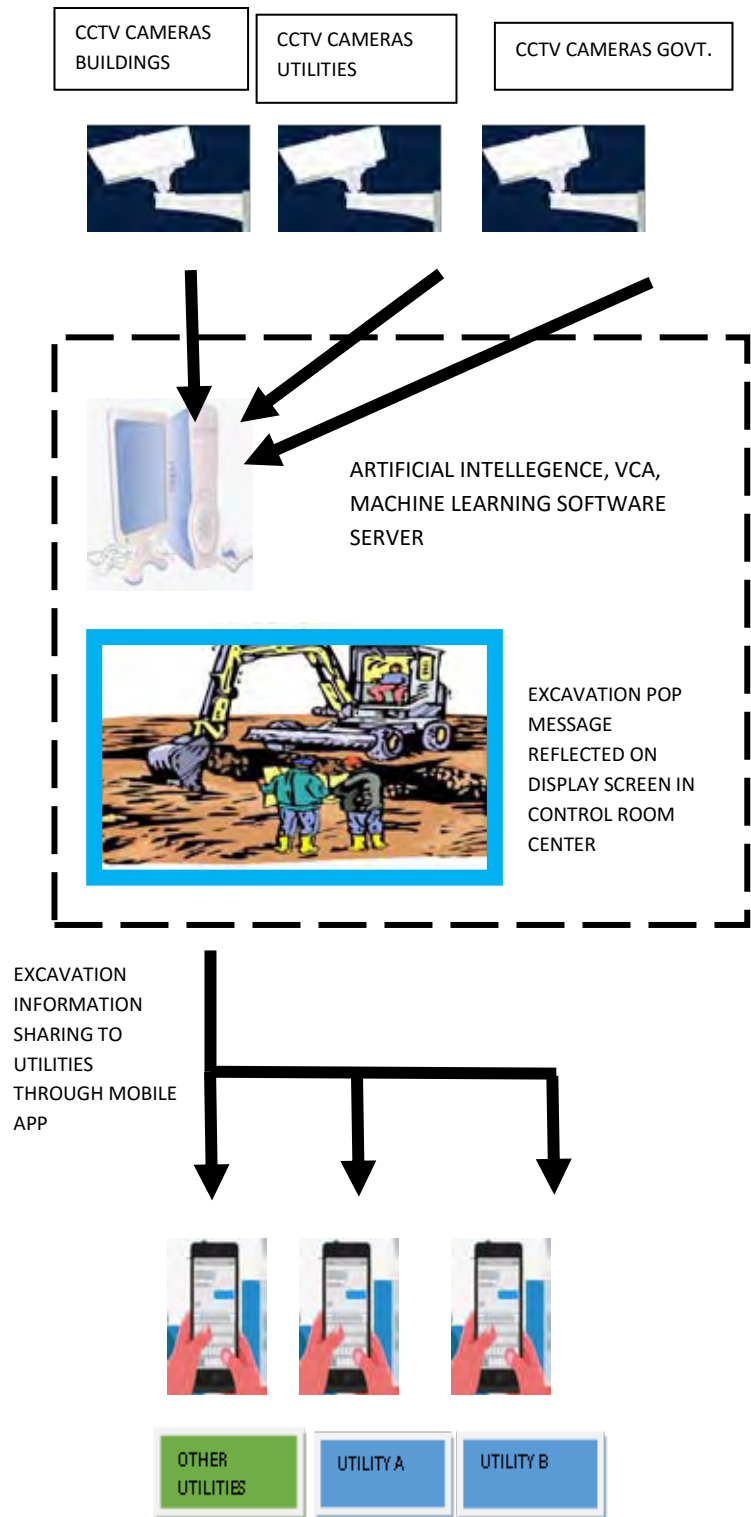 CCTV CAMERAS
BUILDINGS
CCTV CAMERAS
UTILITIES
CCTV CAMERAS GOVT.
ARTIFICIAL INTELLEGENCE, VCA,
MACHINE LEARNING SOFTWARE
SERVER
EXCAVATION POP
MESSAGE
REFLECTED ON
DISPLAY SCREEN IN
CONTROL ROOM
CENTER
EXCAVATION
INFORMATION
SHARING TO
UTILITIES
THROUGH MOBILE
APP
OTHER
UTILITIES
UTILITY A
UTILITY B